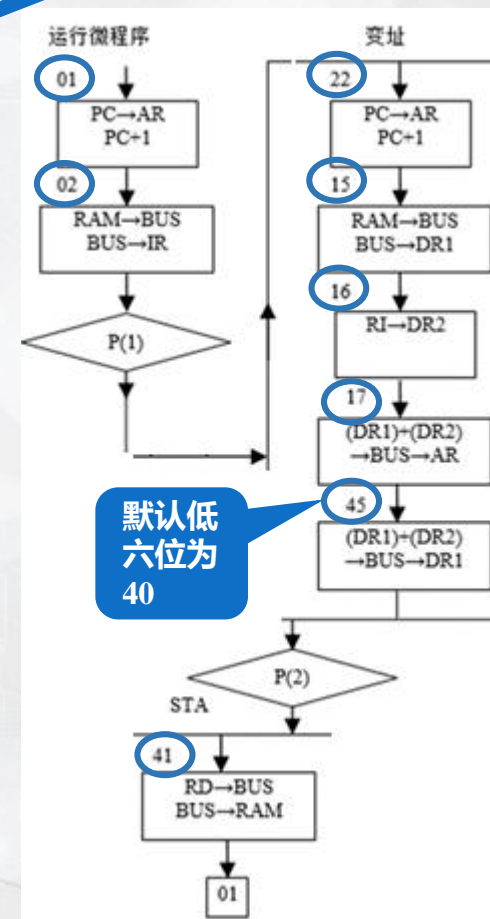 运行微程序
01
PC→AR
PC+1
02
RAM→BUS
BUS→IR
P(1)
变址
22
PC→AR
PC+1
15
RAM→BUS
BUS→DR1
16
RI→DR2
17
(DR1)+(DR2)
→BUS→AR
45
(DR1)+(DR2)
→BUS→DR1
默认低
六位为
40
P(2)
STA
41
RD→BUS
BUS→RAM
01